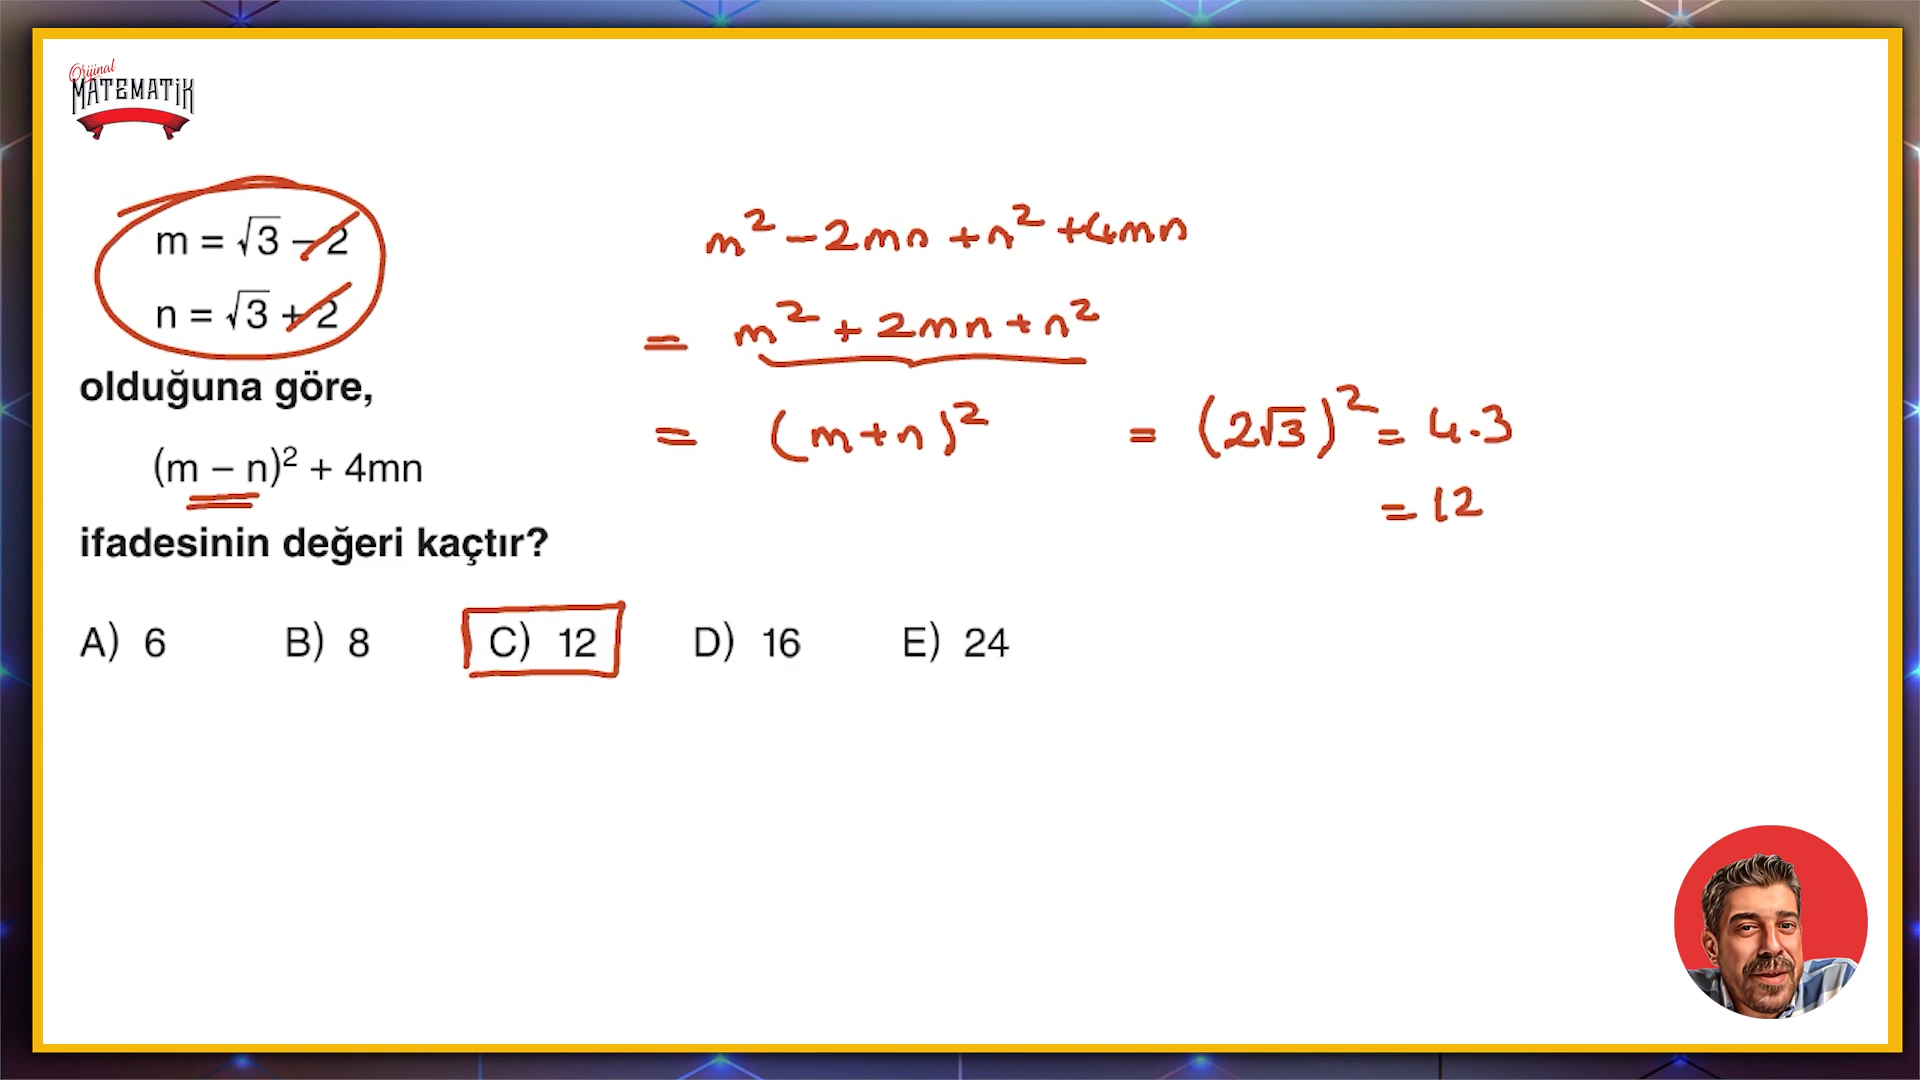 Orijinal
MATEMATİK
m = √3 – 2
n = √3 + 2
olduğuna göre,
(m – n)² + 4mn
ifadesinin değeri kaçtır?
A) 6 B) 8 C) 12 D) 16 E) 24
m² – 2mn + n² + 4mn
= m² + 2mn + n²
= (m + n)² = (2√3)² = 4.3
= 12